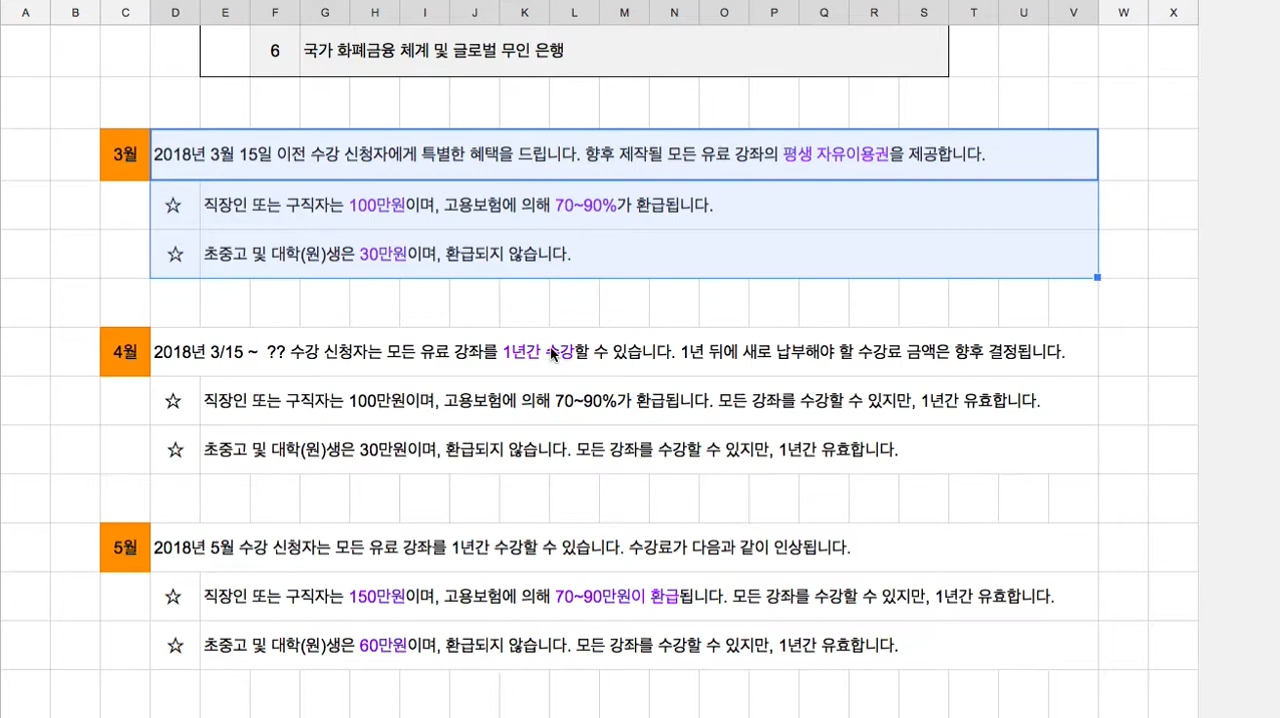 A B C D E F G H I J K L M N O P Q R S T U V W X
6 국가 화폐금융 체계 및 글로벌 무인 은행
3월 2018년 3월 15일 이전 수강 신청자에게 특별한 혜택을 드립니다. 향후 제작될 모든 유료 강좌의 평생 자유이용권을 제공합니다.
☆ 직장인 또는 구직자는 100만원이며, 고용보험에 의해 70~90%가 환급됩니다.
☆ 초중고 및 대학(원)생은 30만원이며, 환급되지 않습니다.
4월 2018년 3/15 ~ ?? 수강 신청자는 모든 유료 강좌를 1년간 수강할 수 있습니다. 1년 뒤에 새로 납부해야 할 수강료 금액은 향후 결정됩니다.
☆ 직장인 또는 구직자는 100만원이며, 고용보험에 의해 70~90%가 환급됩니다. 모든 강좌를 수강할 수 있지만, 1년간 유효합니다.
☆ 초중고 및 대학(원)생은 30만원이며, 환급되지 않습니다. 모든 강좌를 수강할 수 있지만, 1년간 유효합니다.
5월 2018년 5월 수강 신청자는 모든 유료 강좌를 1년간 수강할 수 있습니다. 수강료가 다음과 같이 인상됩니다.
☆ 직장인 또는 구직자는 150만원이며, 고용보험에 의해 70~90만원이 환급됩니다. 모든 강좌를 수강할 수 있지만, 1년간 유효합니다.
☆ 초중고 및 대학(원)생은 60만원이며, 환급되지 않습니다. 모든 강좌를 수강할 수 있지만, 1년간 유효합니다.